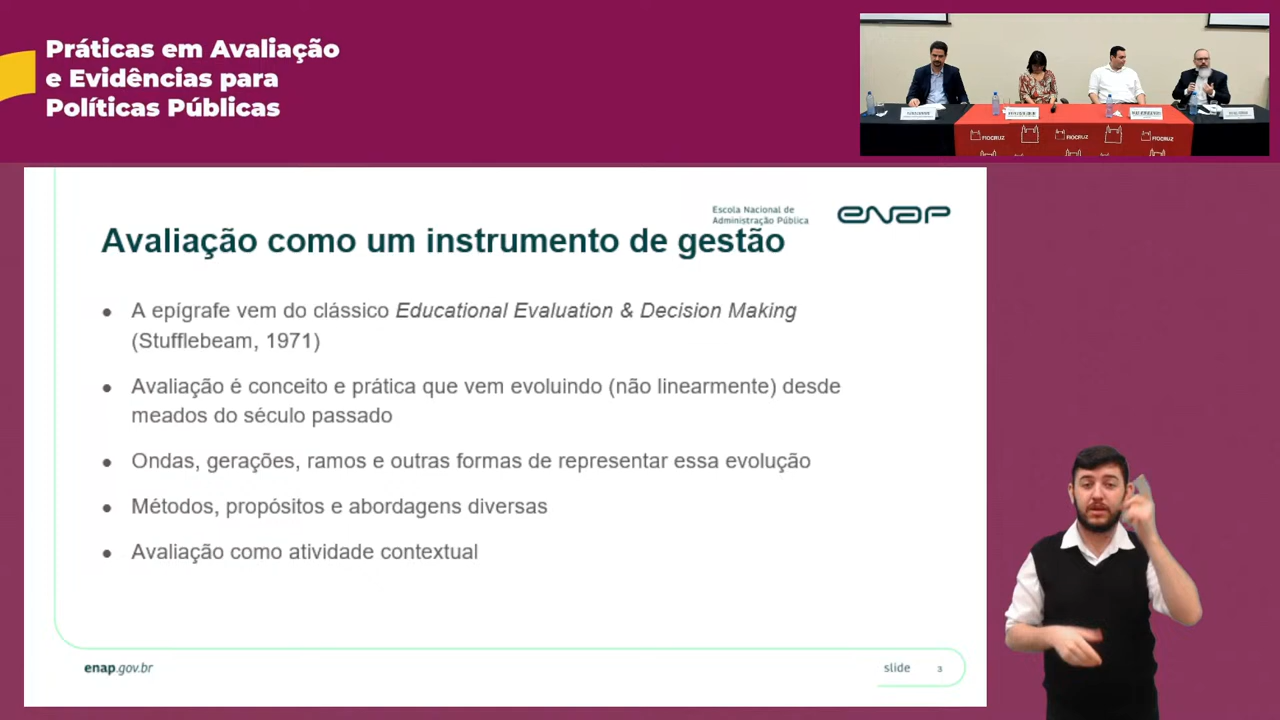 Práticas em Avaliação
e Evidências para
Políticas Públicas
FIOCRUZ
FIOCRUZ
FIOCRUZ
Escola Nacional de
Administração Pública
enap
Avaliação como um instrumento de gestão
• A epígrafe vem do clássico Educational Evaluation & Decision Making
(Stufflebeam, 1971)
• Avaliação é conceito e prática que vem evoluindo (não linearmente) desde
meados do século passado
• Ondas, gerações, ramos e outras formas de representar essa evolução
• Métodos, propósitos e abordagens diversas
• Avaliação como atividade contextual
enap.gov.br
slide 3